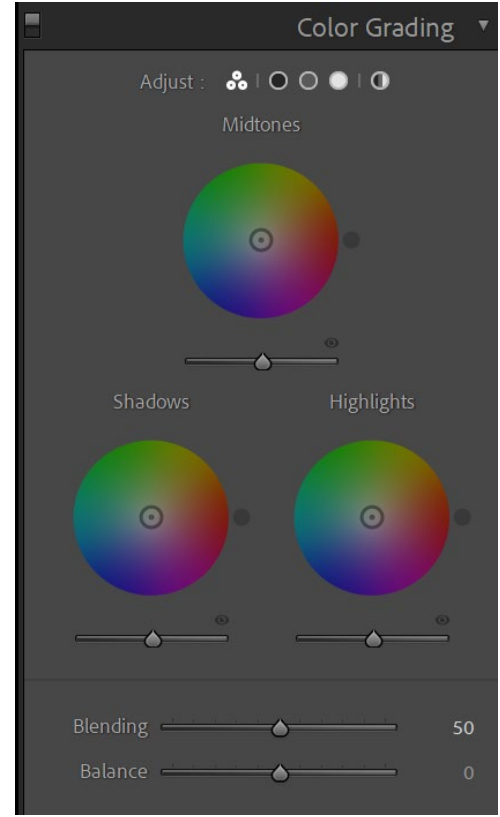 Color Grading
Adjust :
Midtones
Shadows Highlights
Blending 50
Balance 0